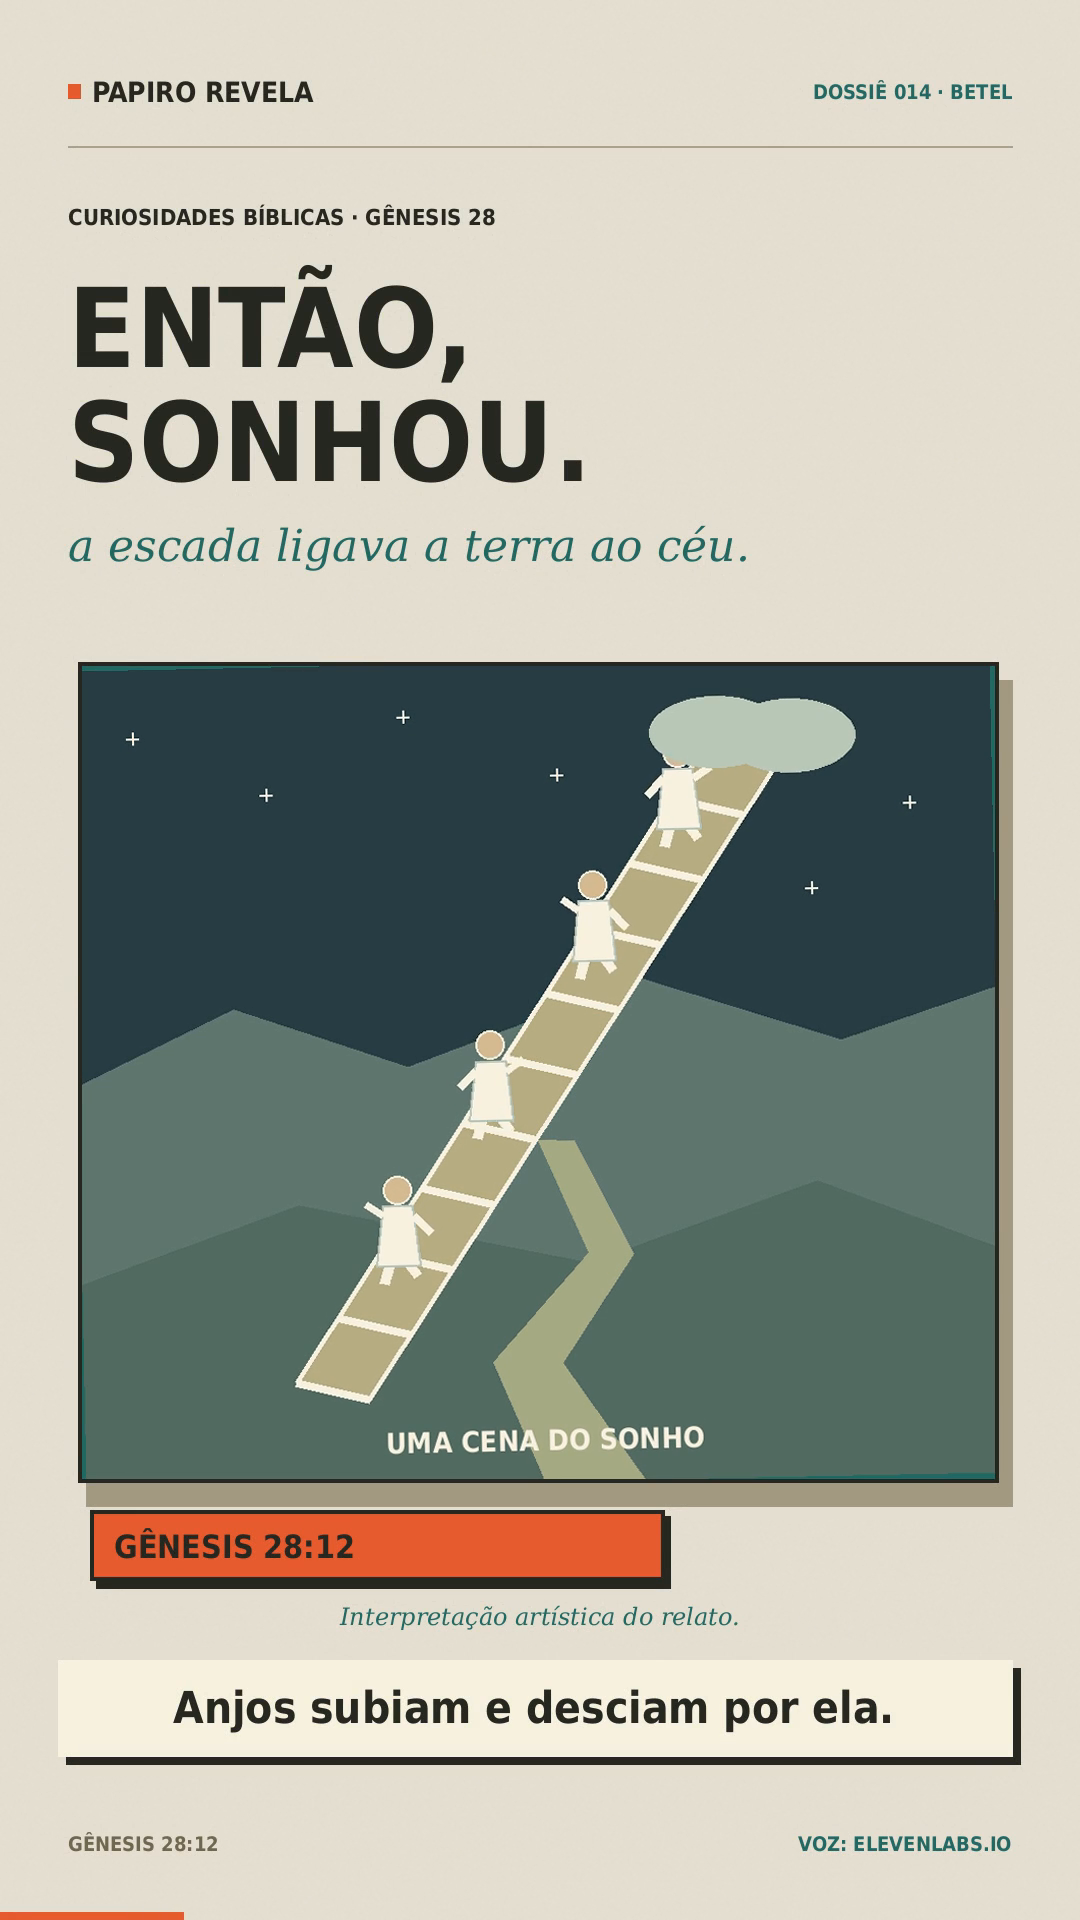 PAPIRO REVELA
DOSSIÊ 014 · BETEL
CURIOSIDADES BÍBLICAS · GÊNESIS 28
ENTÃO,
SONHOU.
a escada ligava a terra ao céu.
UMA CENA DO SONHO
GÊNESIS 28:12
Interpretação artística do relato.
Anjos subiam e desciam por ela.
GÊNESIS 28:12
VOZ: ELEVENLABS.IO